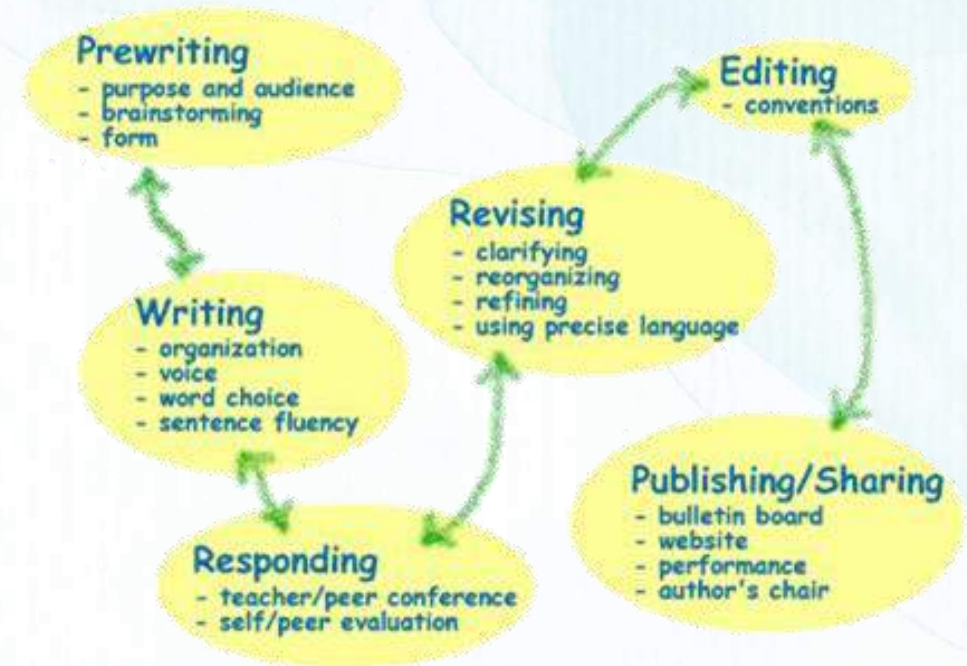 Prewriting
- purpose and audience
- brainstorming
- form
Writing
- organization
- voice
- word choice
- sentence fluency
Responding
- teacher/peer conference
- self/peer evaluation
Revising
- clarifying
- reorganizing
- refining
- using precise language
Editing
- conventions
Publishing/Sharing
- bulletin board
- website
- performance
- author's chair